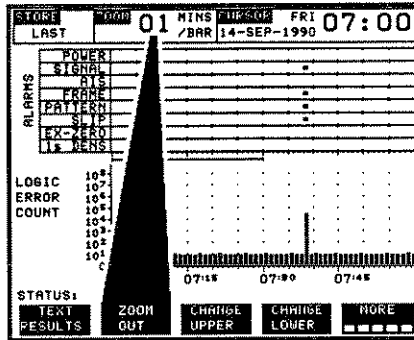 STORE ZOOM 01 MINS CURSOR FRI 07:00
LAST /BAR 14-SEP-1990
ALARMS
POWER
SIGNAL
AIS
FRAME
PATTERN
SLIP
EX-ZERO
1s DENS
LOGIC
ERROR
COUNT
10⁸
10⁷
10⁶
10⁵
10⁴
10³
10²
10¹
0
07:15 07:30 07:45
STATUS:
TEXT ZOOM CHANGE CHANGE MORE
RESULTS OUT UPPER LOWER